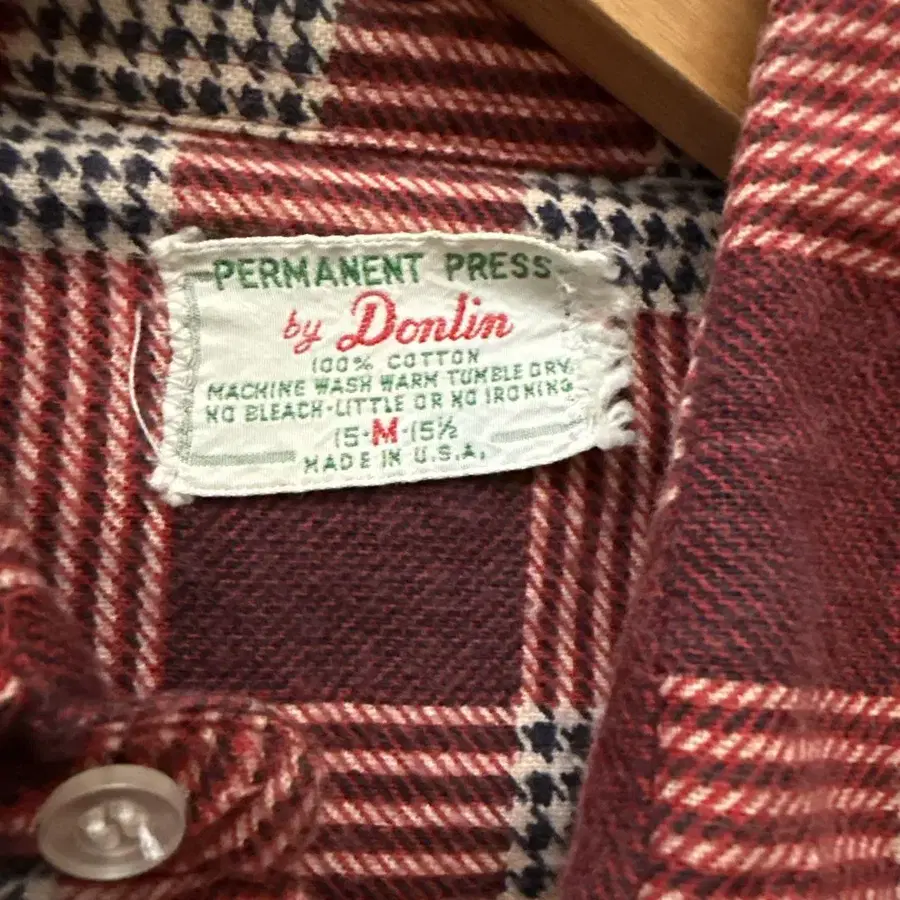 PERMANENT PRESS
by Donlin
100% COTTON
MACHINE WASH WARM TUMBLE DRY
NO BLEACH-LITTLE OR NO IRONING
15-M-15½
MADE IN U.S.A.